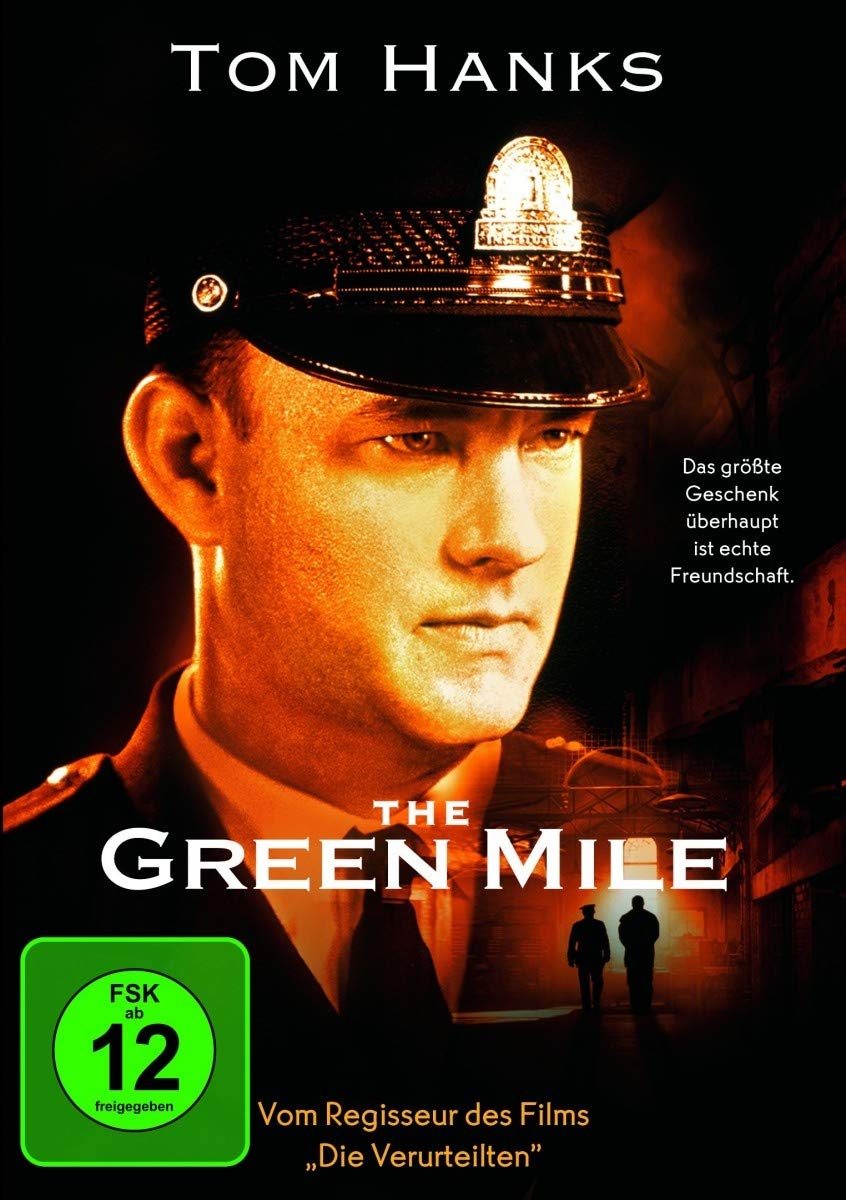 TOM HANKS
Das größte
Geschenk
überhaupt
ist echte
Freundschaft.
THE
GREEN MILE
FSK
ab
12
freigegeben
Vom Regisseur des Films
„Die Verurteilten”